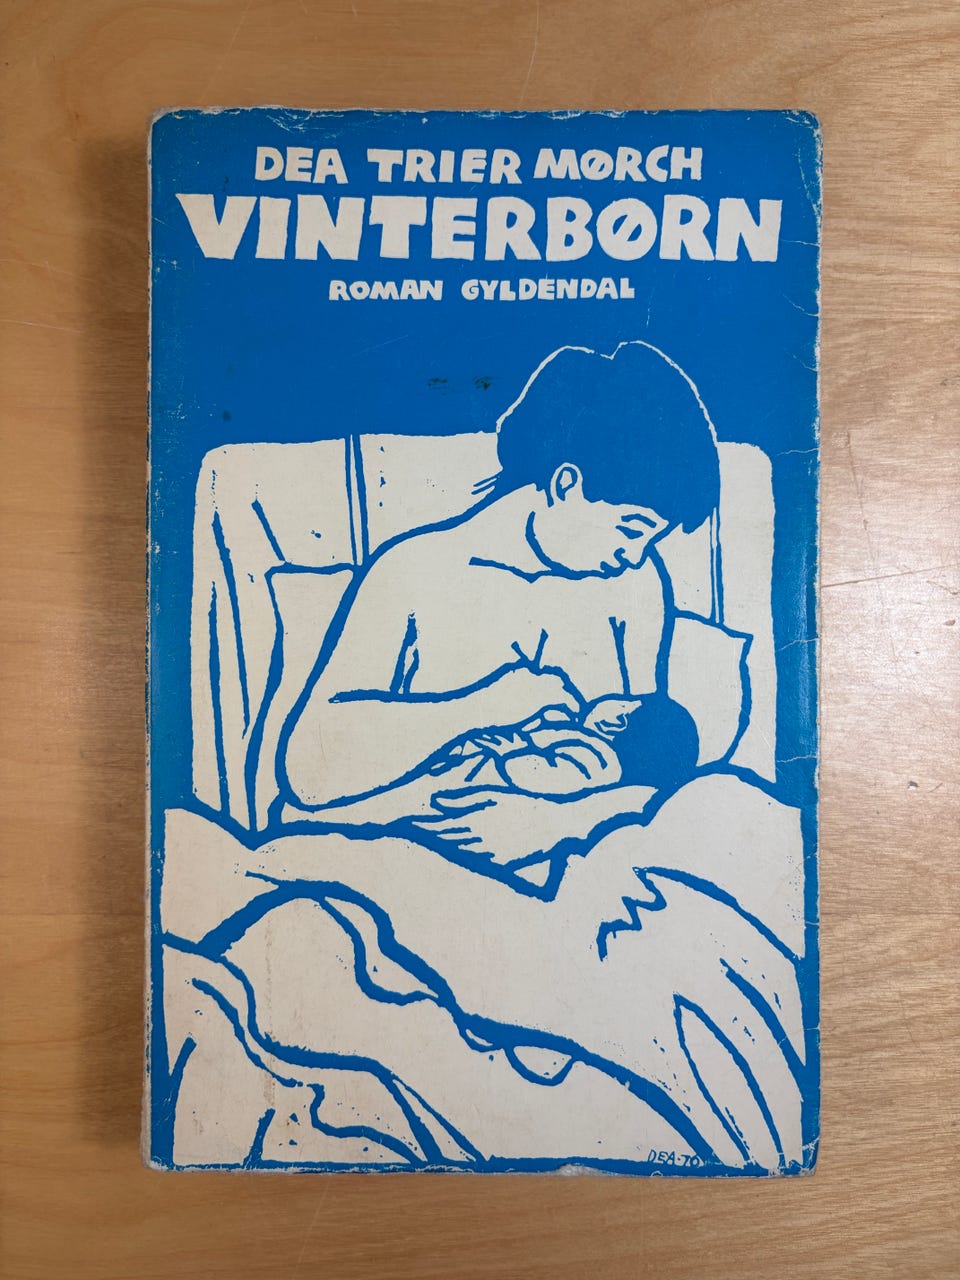 DEA TRIER MØRCH
VINTERBØRN
ROMAN GYLDENDAL
DEA-76